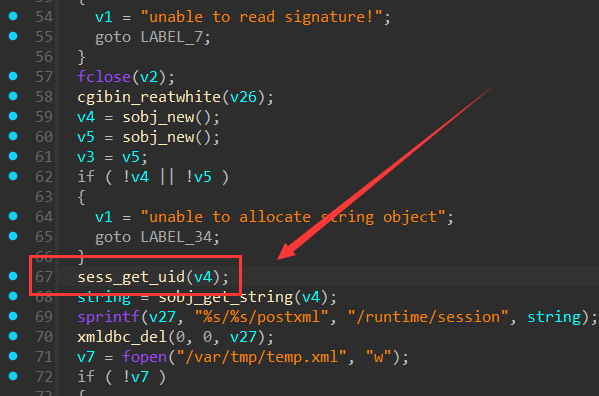 54 v1 = "unable to read signature!";
55 goto LABEL_7;
56 }
57 fclose(v2);
58 cgibin_reatwhite(v26);
59 v4 = sobj_new();
60 v5 = sobj_new();
61 v3 = v5;
62 if ( !v4 || !v5 )
63 {
64 v1 = "unable to allocate string object";
65 goto LABEL_34;
66 }
67 sess_get_uid(v4);
68 string = sobj_get_string(v4);
69 sprintf(v27, "%s/%s/postxml", "/runtime/session", string);
70 xmldbc_del(0, 0, v27);
71 v7 = fopen("/var/tmp/temp.xml", "w");
72 if ( !v7 )